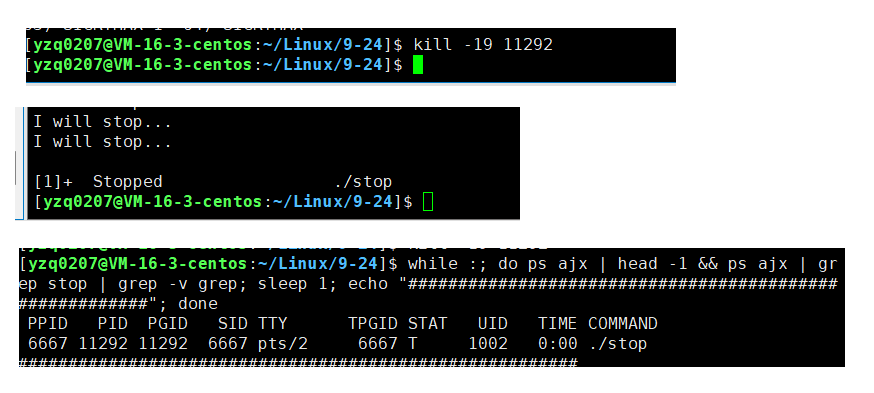 [yzq0207@VM-16-3-centos:~/Linux/9-24]$ kill -19 11292
[yzq0207@VM-16-3-centos:~/Linux/9-24]$
I will stop...
I will stop...
[1]+  Stopped                 ./stop
[yzq0207@VM-16-3-centos:~/Linux/9-24]$
[yzq0207@VM-16-3-centos:~/Linux/9-24]$ while :; do ps ajx | head -1 && ps ajx | gr
ep stop | grep -v grep; sleep 1; echo "###########################################
#############"; done
 PPID   PID  PGID   SID TTY      TPGID STAT   UID   TIME COMMAND
 6667 11292 11292  6667 pts/2     6667 T     1002   0:00 ./stop
########################################################